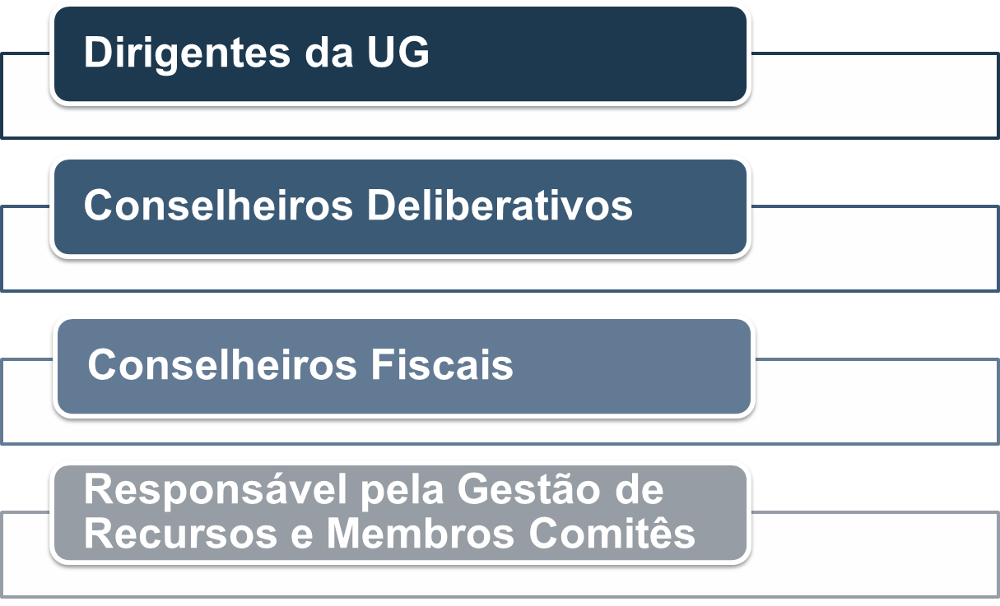 Dirigentes da UG
Conselheiros Deliberativos
Conselheiros Fiscais
Responsável pela Gestão de
Recursos e Membros Comitês